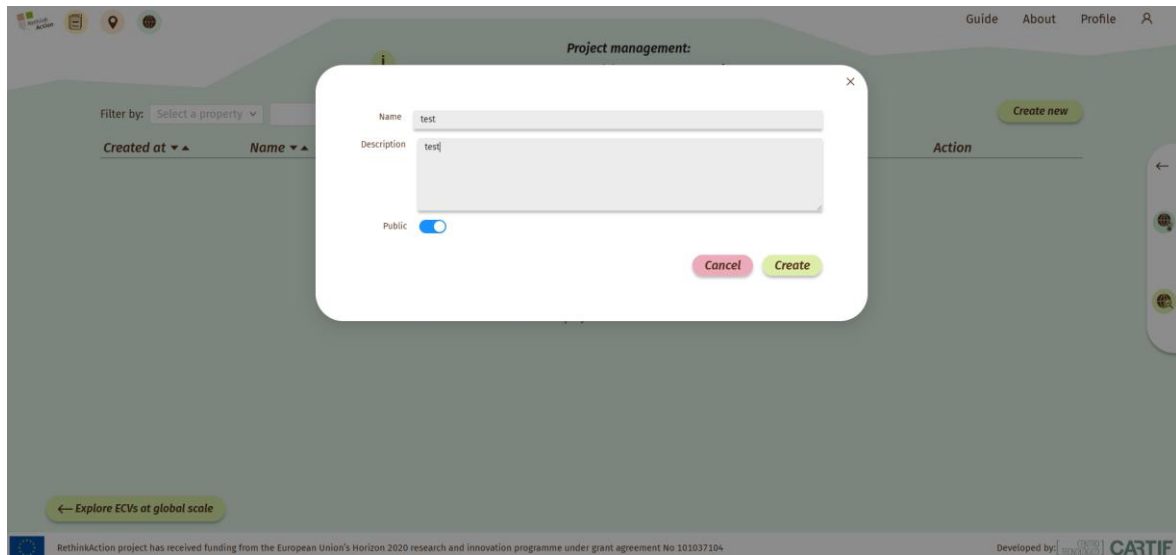 Rethink
Action
Guide About Profile
Project management:
Filter by: Select a property
Create new
Created at Name Action
Name test
Description test
Public
Cancel Create
← Explore ECVs at global scale
RethinkAction project has received funding from the European Union's Horizon 2020 research and innovation programme under grant agreement No 101037104
Developed by: CARTIF